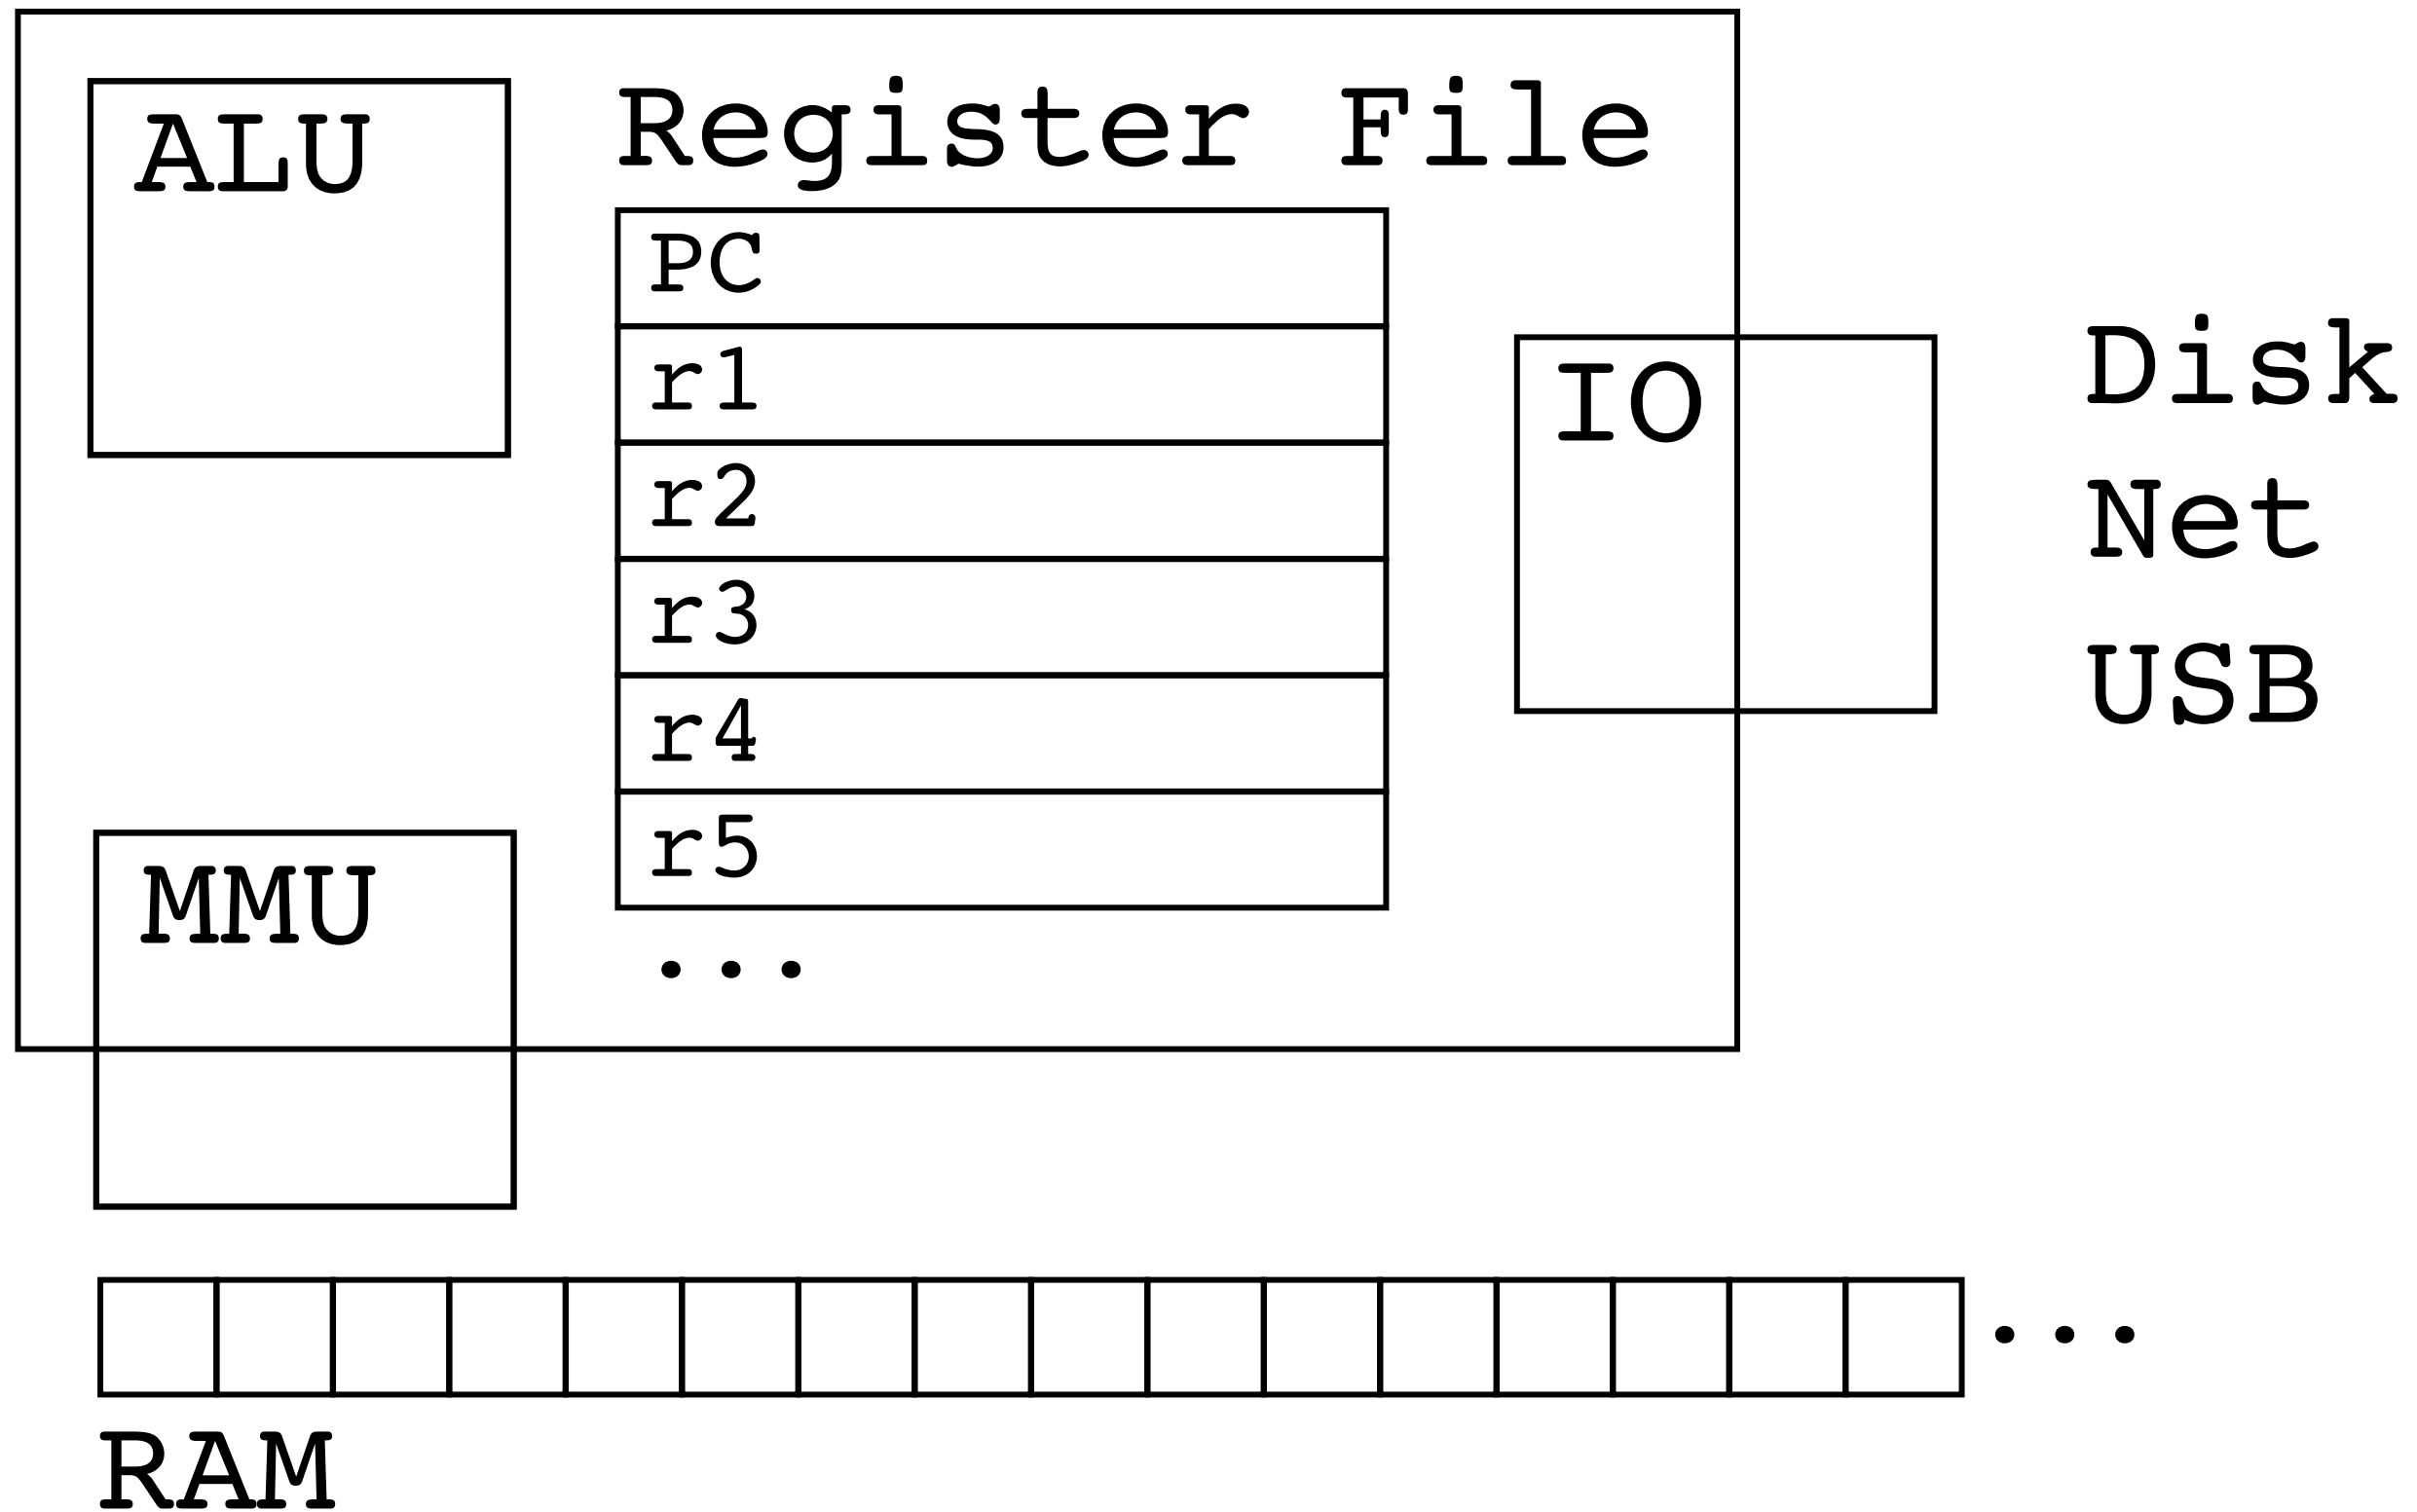 ALU
Register File
PC
r1
r2
r3
r4
r5
...
MMU
IO
Disk
Net
USB
...
RAM